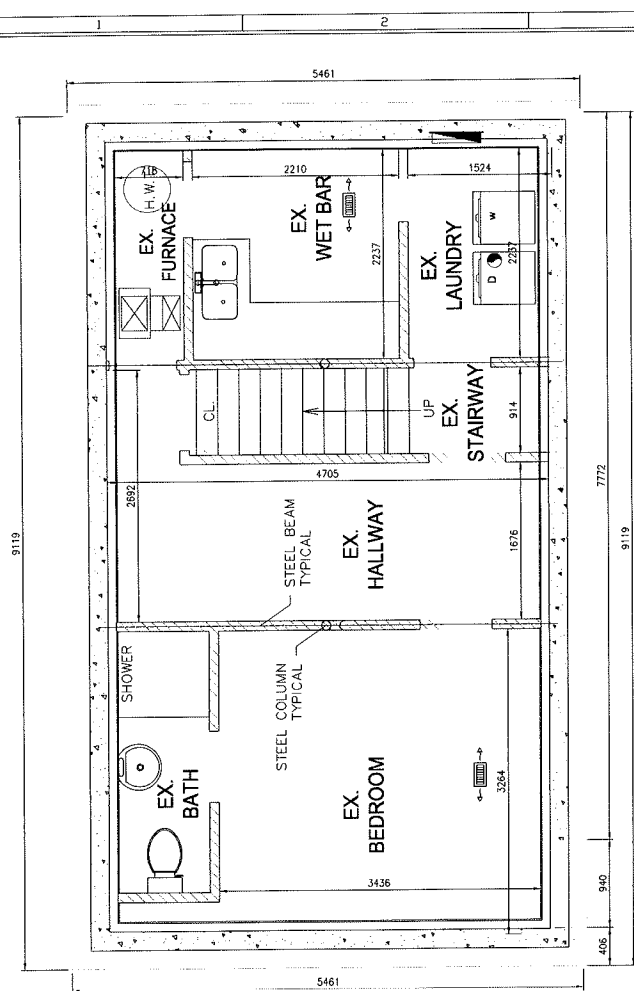 1
2
5461
718
2210
1524
H.W.
EX.
FURNACE
EX.
WET BAR
2237
EX.
LAUNDRY
W
D
2237
CL.
UP
EX.
STAIRWAY
914
7772
4705
2692
9119
9119
STEEL BEAM
TYPICAL
EX.
HALLWAY
1676
SHOWER
STEEL COLUMN
TYPICAL
EX.
BATH
EX.
BEDROOM
3264
3436
940
406
5461